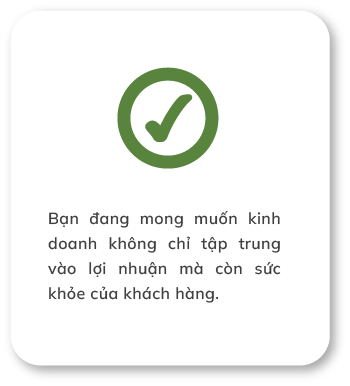 Bạn đang mong muốn kinh
doanh không chỉ tập trung
vào lợi nhuận mà còn sức
khỏe của khách hàng.